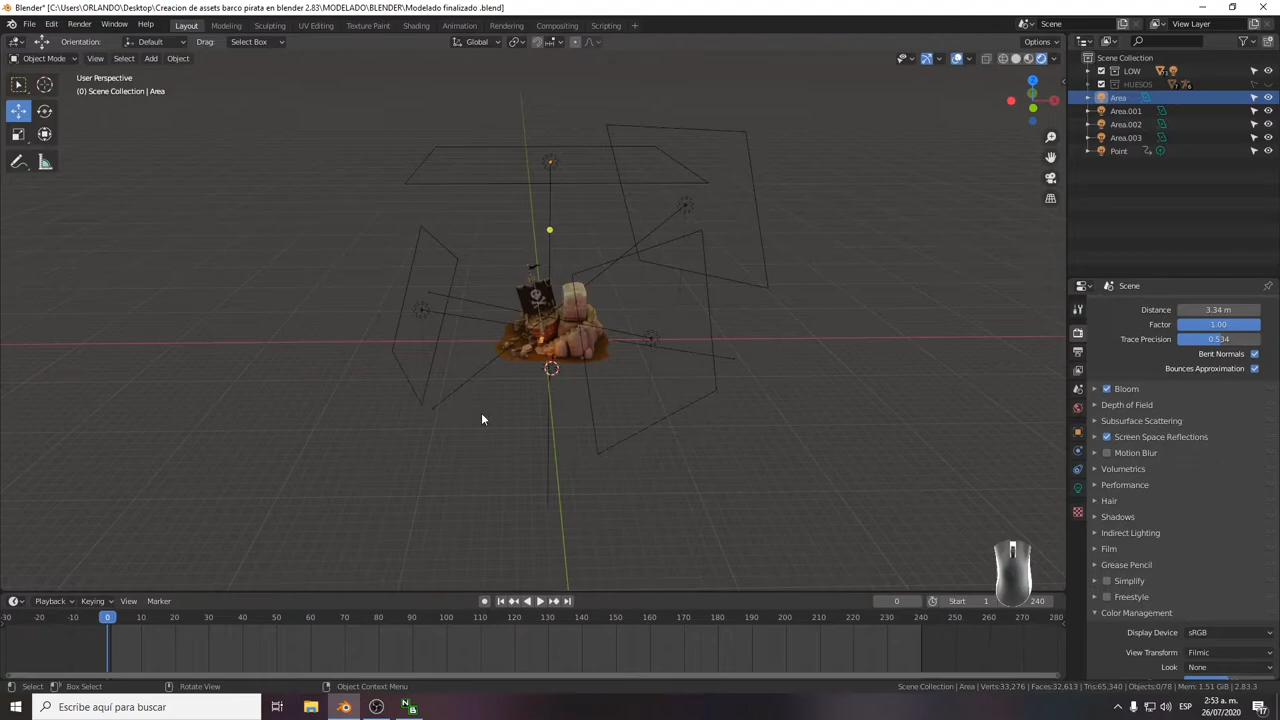 Blender* [C:\Users\ORLANDO\Desktop\Creacion de assets barco pirata en blender 2.83\MODELADO\BLENDER\Modelado finalizado .blend]
File Edit Render Window Help Layout Modeling Sculpting UV Editing Texture Paint Shading Animation Rendering Compositing Scripting Scene View Layer
Orientation: Default Drag: Select Box Global Options
Object Mode View Select Add Object
User Perspective
(0) Scene Collection | Area
Scene Collection
LOW
HUESOS
Area
Area.001
Area.002
Area.003
Point
Scene
Distance 3.34 m
Factor 1.00
Trace Precision 0.534
Bent Normals
Bounces Approximation
Bloom
Depth of Field
Subsurface Scattering
Screen Space Reflections
Motion Blur
Volumetrics
Performance
Hair
Shadows
Indirect Lighting
Film
Grease Pencil
Simplify
Freestyle
Color Management
Display Device sRGB
View Transform Filmic
Look None
Playback Keying View Marker 0 Start 1 240
-30 -20 -10 0 10 20 30 40 50 60 70 80 90 100 110 120 130 140 150 160 170 180 190 200 210 220 230 240 250 260 270 280
Select Box Select Rotate View Object Context Menu Scene Collection | Area | Verts:33,276 | Faces:32,613 | Tris:65,340 | Objects:0/78 | Mem: 1.51 GiB | 2.83.3
Escribe aquí para buscar ESP 2:53 a. m.
26/07/2020
17